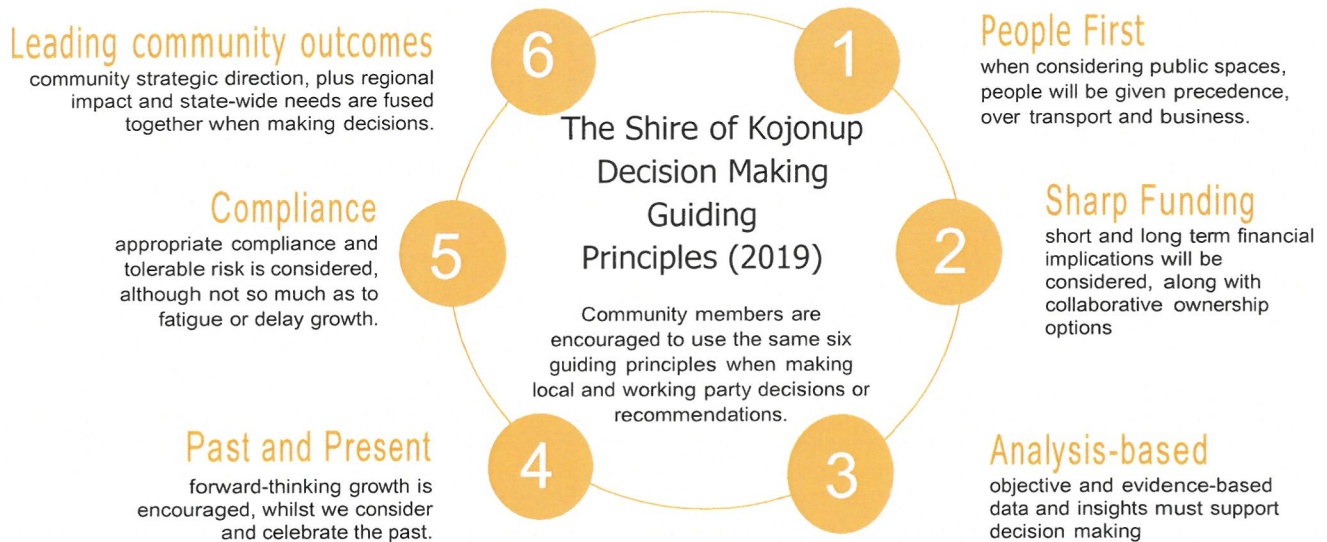 The Shire of Kojonup
Decision Making
Guiding
Principles (2019)
Community members are
encouraged to use the same six
guiding principles when making
local and working party decisions or
recommendations.
1
People First
when considering public spaces,
people will be given precedence,
over transport and business.
2
Sharp Funding
short and long term financial
implications will be
considered, along with
collaborative ownership
options
3
Analysis-based
objective and evidence-based
data and insights must support
decision making
4
Past and Present
forward-thinking growth is
encouraged, whilst we consider
and celebrate the past.
5
Compliance
appropriate compliance and
tolerable risk is considered,
although not so much as to
fatigue or delay growth.
6
Leading community outcomes
community strategic direction, plus regional
impact and state-wide needs are fused
together when making decisions.